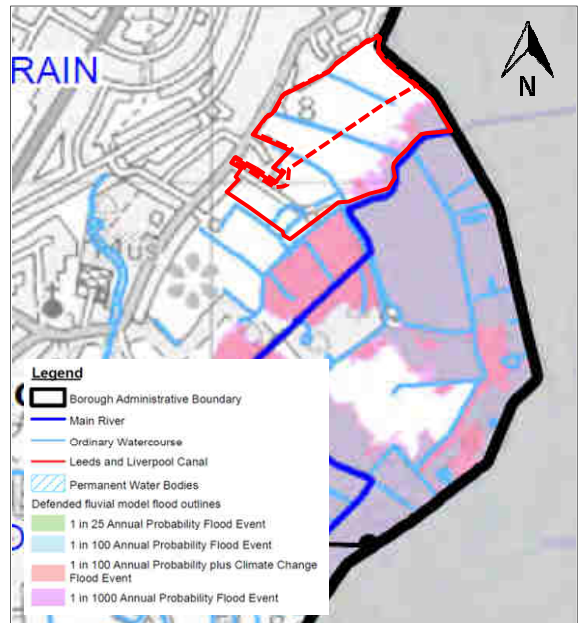 RAIN
N
8
Legend
Borough Administrative Boundary
Main River
Ordinary Watercourse
Leeds and Liverpool Canal
Permanent Water Bodies
Defended fluvial model flood outlines
1 in 25 Annual Probability Flood Event
1 in 100 Annual Probability Flood Event
1 in 100 Annual Probability plus Climate Change
Flood Event
1 in 1000 Annual Probability Flood Event